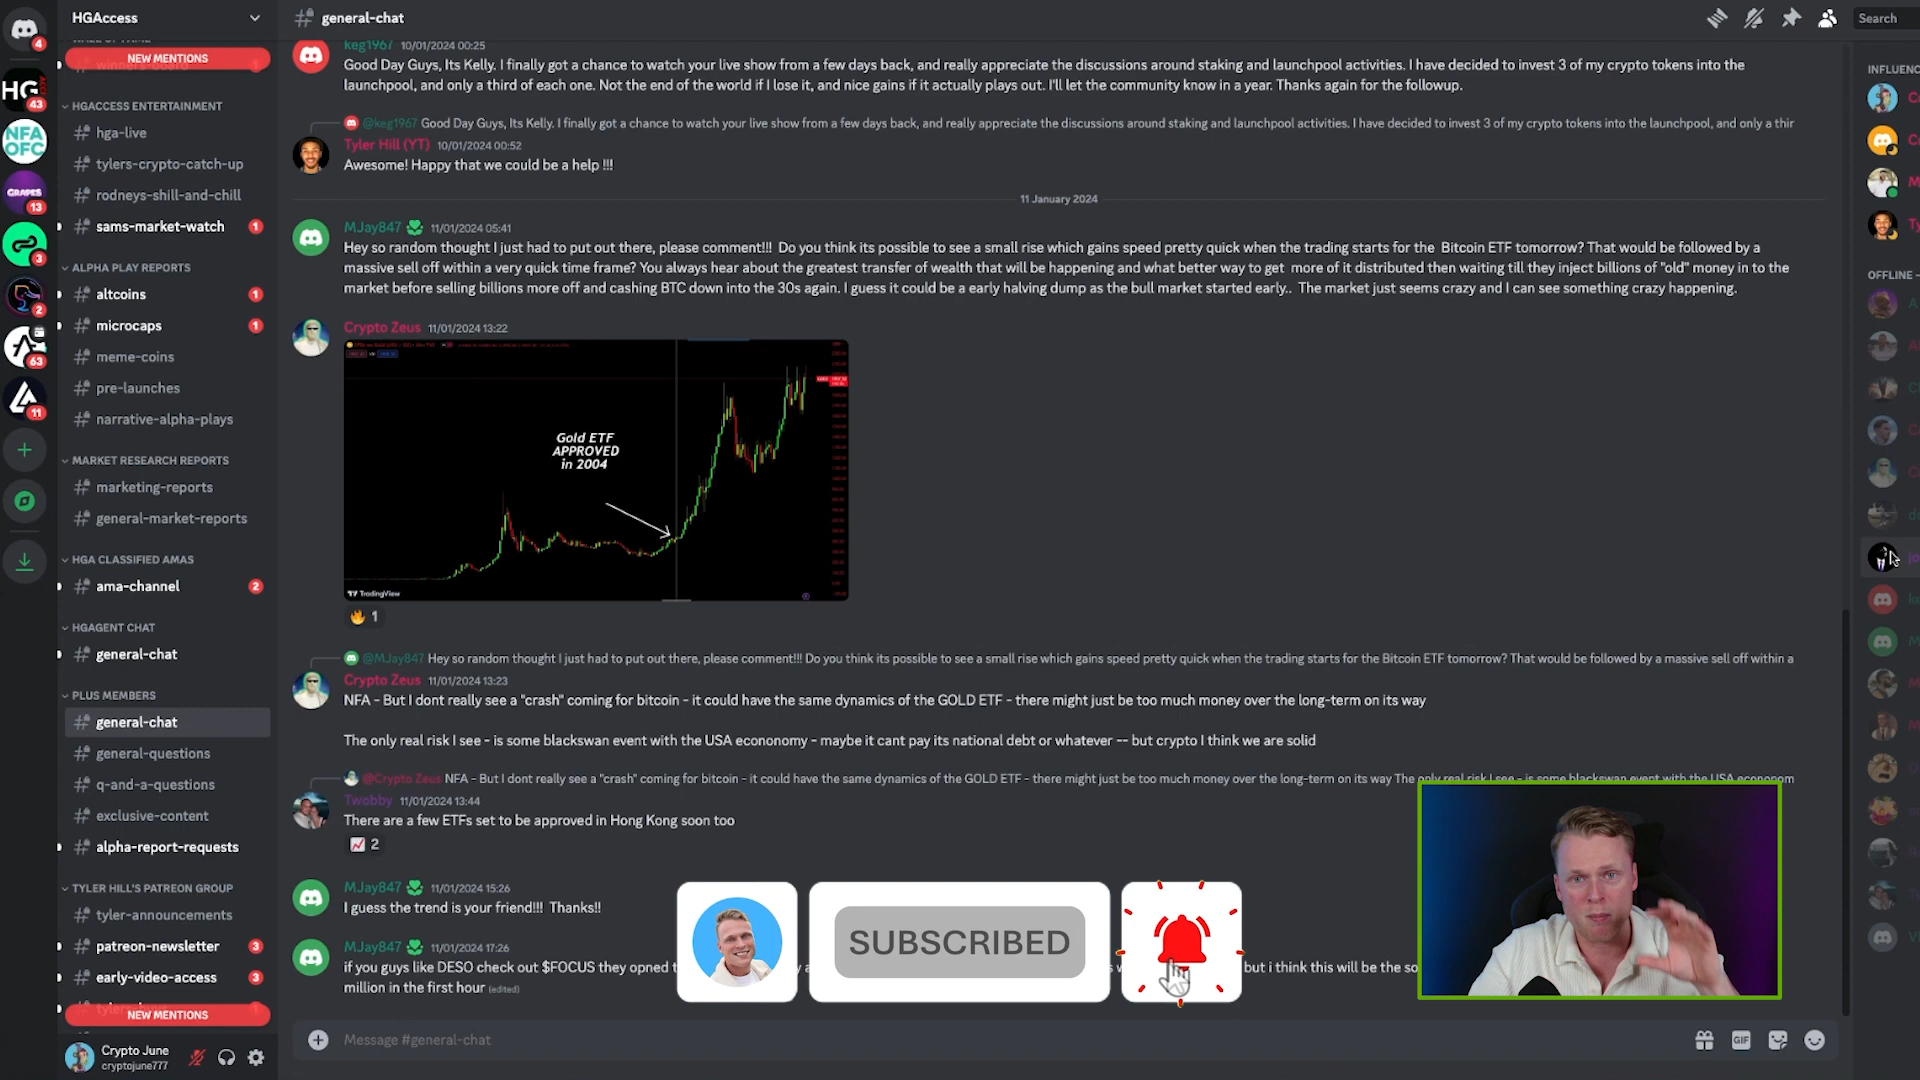 HGAccess
general-chat
Search
4
NEW MENTIONS
1
HG
43
NFA
OFC
GRAPES
13
3
2
63
11
HGACCESS ENTERTAINMENT
hga-live
tylers-crypto-catch-up
rodneys-shill-and-chill
sams-market-watch 1
ALPHA PLAY REPORTS
altcoins 1
microcaps 1
meme-coins
pre-launches
narrative-alpha-plays
MARKET RESEARCH REPORTS
marketing-reports
general-market-reports
HGA CLASSIFIED AMAS
ama-channel 2
HGAGENT CHAT
general-chat
PLUS MEMBERS
general-chat
general-questions
q-and-a-questions
exclusive-content
alpha-report-requests
TYLER HILL'S PATREON GROUP
tyler-announcements
patreon-newsletter 3
early-video-access 3
NEW MENTIONS
Crypto June
cryptojune777
keg1967 10/01/2024 00:25
Good Day Guys, Its Kelly. I finally got a chance to watch your live show from a few days back, and really appreciate the discussions around staking and launchpool activities. I have decided to invest 3 of my crypto tokens into the
launchpool, and only a third of each one. Not the end of the world if I lose it, and nice gains if it actually plays out. I'll let the community know in a year. Thanks again for the followup.
@keg1967 Good Day Guys, Its Kelly. I finally got a chance to watch your live show from a few days back, and really appreciate the discussions around staking and launchpool activities. I have decided to invest 3 of my crypto tokens into the launchpool, and only a thir
Tyler Hill (YT) 10/01/2024 00:52
Awesome! Happy that we could be a help !!!
11 January 2024
MJay847 11/01/2024 05:41
Hey so random thought I just had to put out there, please comment!!! Do you think its possible to see a small rise which gains speed pretty quick when the trading starts for the Bitcoin ETF tomorrow? That would be followed by a
massive sell off within a very quick time frame? You always hear about the greatest transfer of wealth that will be happening and what better way to get more of it distributed then waiting till they inject billions of "old" money in to the
market before selling billions more off and cashing BTC down into the 30s again. I guess it could be a early halving dump as the bull market started early.. The market just seems crazy and I can see something crazy happening.
Crypto Zeus 11/01/2024 13:22
Gold ETF
APPROVED
in 2004
TradingView
1
@MJay847 Hey so random thought I just had to put out there, please comment!!! Do you think its possible to see a small rise which gains speed pretty quick when the trading starts for the Bitcoin ETF tomorrow? That would be followed by a massive sell off within a
Crypto Zeus 11/01/2024 13:23
NFA - But I dont really see a "crash" coming for bitcoin - it could have the same dynamics of the GOLD ETF - there might just be too much money over the long-term on its way
The only real risk I see - is some blackswan event with the USA econonomy - maybe it cant pay its national debt or whatever -- but crypto I think we are solid
@Crypto Zeus NFA - But I dont really see a "crash" coming for bitcoin - it could have the same dynamics of the GOLD ETF - there might just be too much money over the long-term on its way The only real risk I see - is some blackswan event with the USA econonom
Twobby 11/01/2024 13:44
There are a few ETFs set to be approved in Hong Kong soon too
2
MJay847 11/01/2024 15:26
I guess the trend is your friend!!! Thanks!!
MJay847 11/01/2024 17:26
if you guys like DESO check out $FOCUS they opned
but i think this will be the so
million in the first hour (edited)
SUBSCRIBED
Message #general-chat
GIF
INFLUENC
OFFLINE -